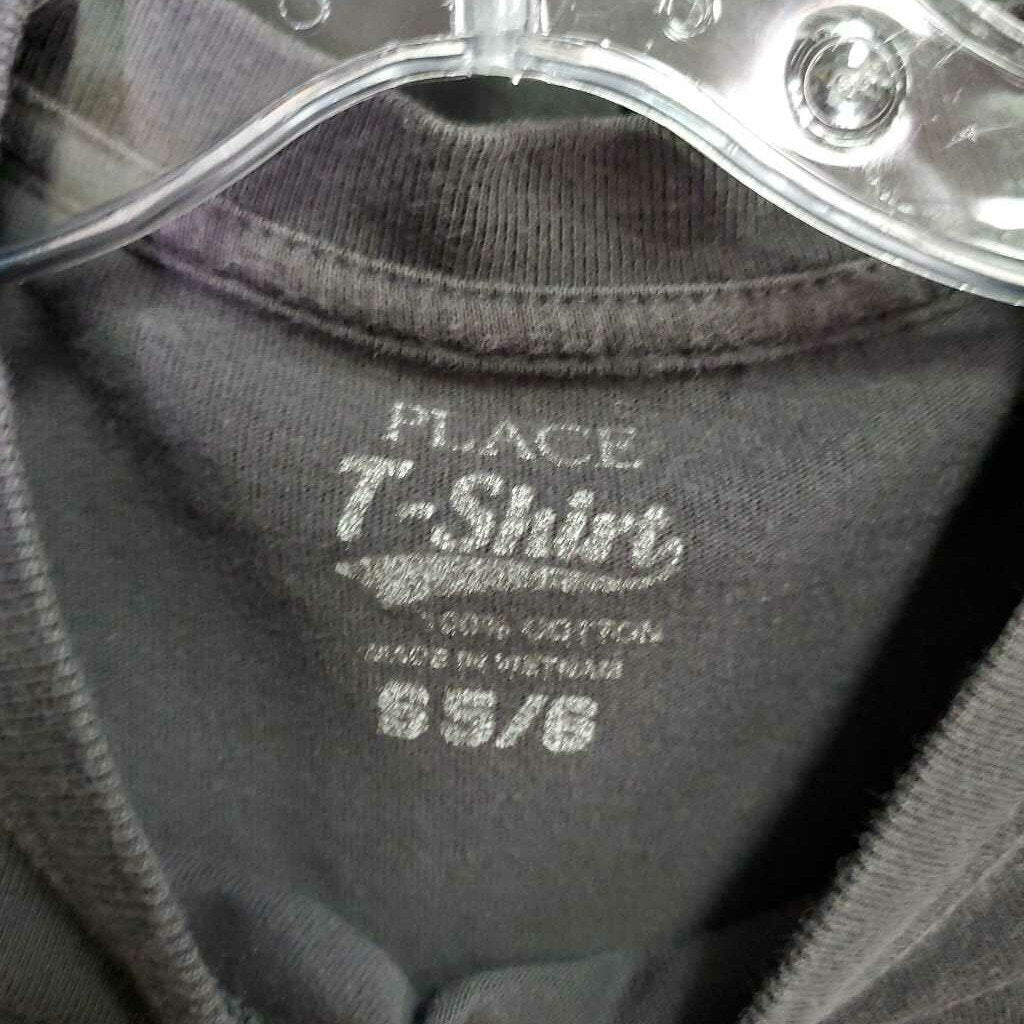 PLACE
T-Shirt
100% COTTON
MADE IN VIETNAM
S 5/6